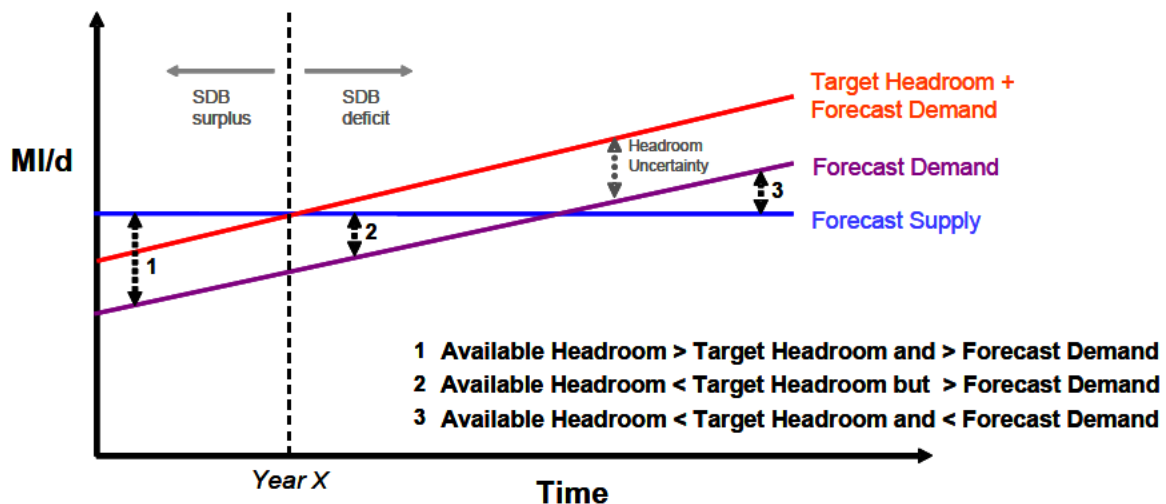 Target Headroom +
Forecast Demand
SDB
surplus
SDB
deficit
Headroom
Uncertainty
Ml/d
Forecast Demand
3
Forecast Supply
2
1
1 Available Headroom > Target Headroom and > Forecast Demand
2 Available Headroom < Target Headroom but > Forecast Demand
3 Available Headroom < Target Headroom and < Forecast Demand
Year X
Time